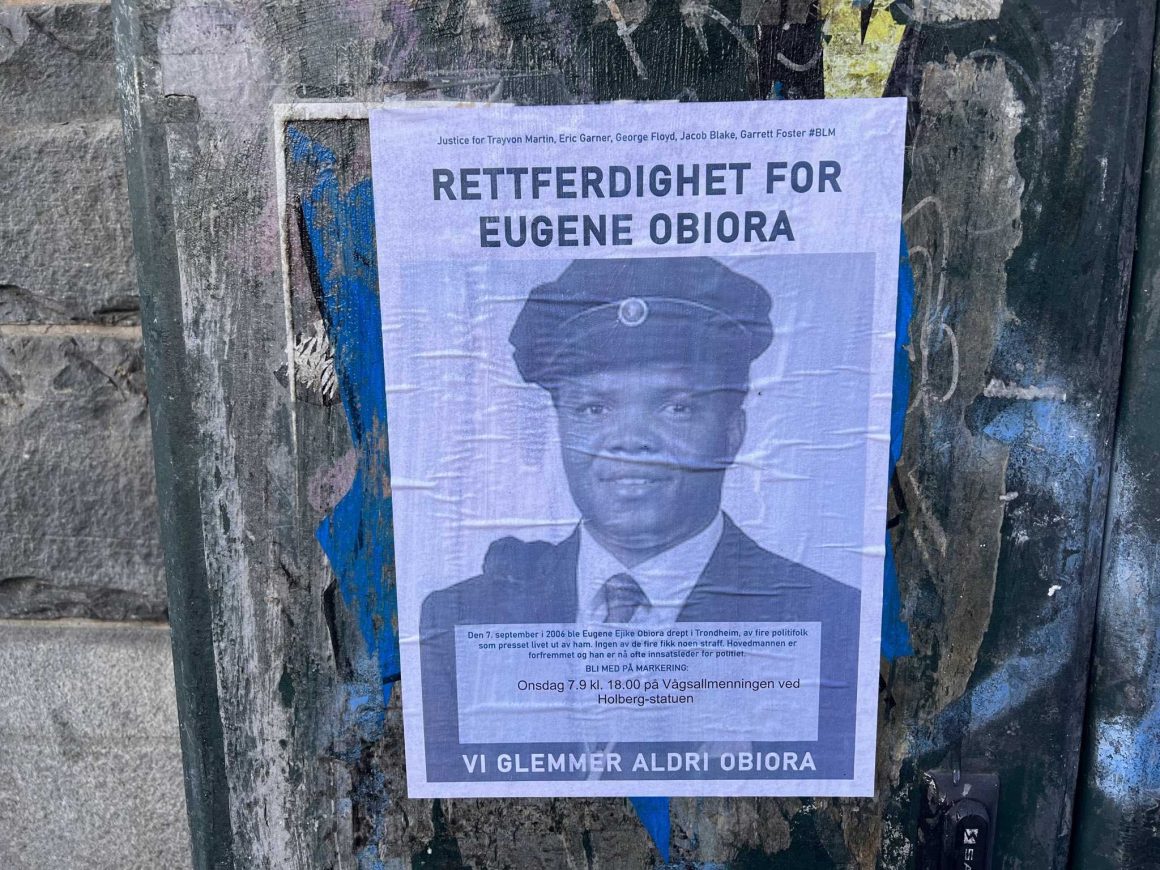 Justice for Trayvon Martin, Eric Garner, George Floyd, Jacob Blake, Garrett Foster #BLM
RETTFERDIGHET FOR
EUGENE OBIORA
Den 7. september i 2006 ble Eugene Ejike Obiora drept i Trondheim, av fire politifolk
som presset livet ut av ham. Ingen av de fire fikk noen straff. Hovedmannen er
forfremmet og han er nå ofte innsatsleder for politiet.
BLI MED PÅ MARKERING:
Onsdag 7.9 kl. 18.00 på Vågsallmenningen ved
Holberg-statuen
VI GLEMMER ALDRI OBIORA